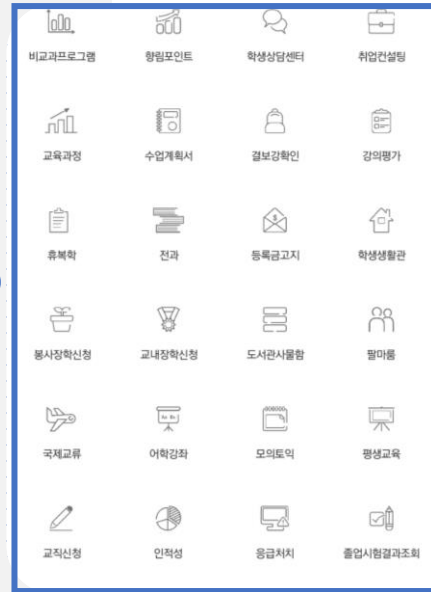 비교과프로그램 향림포인트 학생상담센터 취업컨설팅
교육과정 수업계획서 결보강확인 강의평가
휴복학 전과 등록금고지 학생생활관
봉사장학신청 교내장학신청 도서관사물함 팔마룸
국제교류 어학강좌 모의토익 평생교육
교직신청 인적성 응급처치 졸업시험결과조회